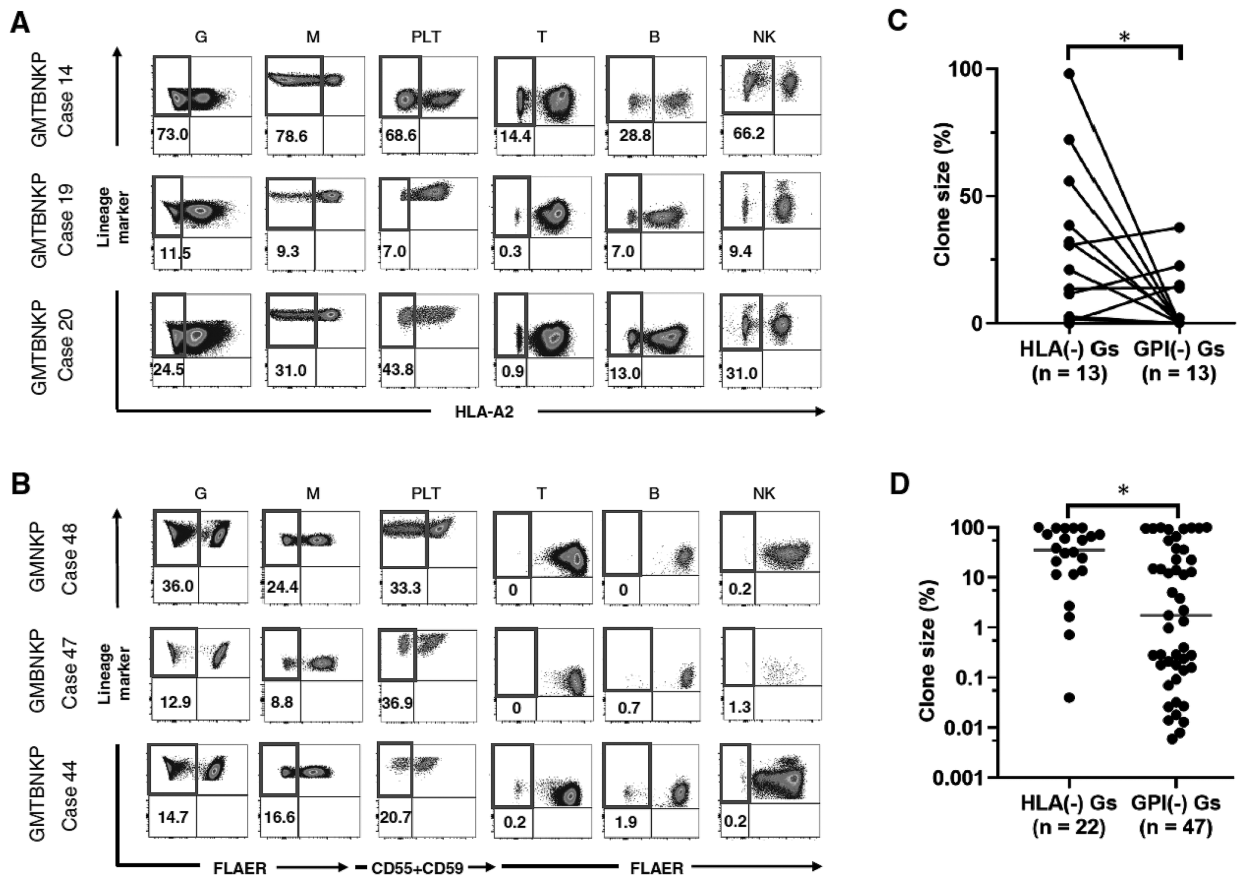 A
G M PLT T B NK
GMTBNKP
Case 14
73.0 78.6 68.6 14.4 28.8 66.2
GMTBNKP
Case 19
Lineage
marker
11.5 9.3 7.0 0.3 7.0 9.4
GMTBNKP
Case 20
24.5 31.0 43.8 0.9 13.0 31.0
HLA-A2
B
G M PLT T B NK
GMNKP
Case 48
36.0 24.4 33.3 0 0 0.2
GMBNKP
Case 47
Lineage
marker
12.9 8.8 36.9 0 0.7 1.3
GMTBNKP
Case 44
14.7 16.6 20.7 0.2 1.9 0.2
FLAER CD55+CD59 FLAER
C
*
Clone size (%)
100
50
0
HLA(-) Gs GPI(-) Gs
(n = 13) (n = 13)
D
*
Clone size (%)
100
10
1
0.1
0.01
0.001
HLA(-) Gs GPI(-) Gs
(n = 22) (n = 47)